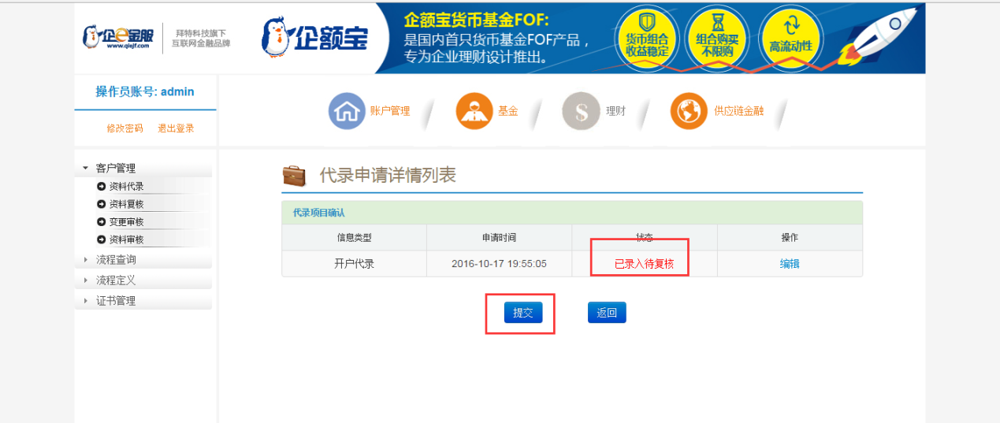 企e金服
www.qiejf.com
拜特科技旗下
互联网金融品牌
企额宝
企额宝货币基金FOF:
是国内首只货币基金FOF产品，
专为企业理财设计推出。
货币组合
收益稳定
组合购买
不限购
高流动性
操作员账号: admin
修改密码 退出登录
账户管理
基金
$
理财
供应链金融
客户管理
资料代录
资料复核
变更审核
资料审核
流程查询
流程定义
证书管理
代录申请详情列表
代录项目确认
信息类型 申请时间 状态 操作
开户代录 2016-10-17 19:55:05 已录入待复核 编辑
提交 返回